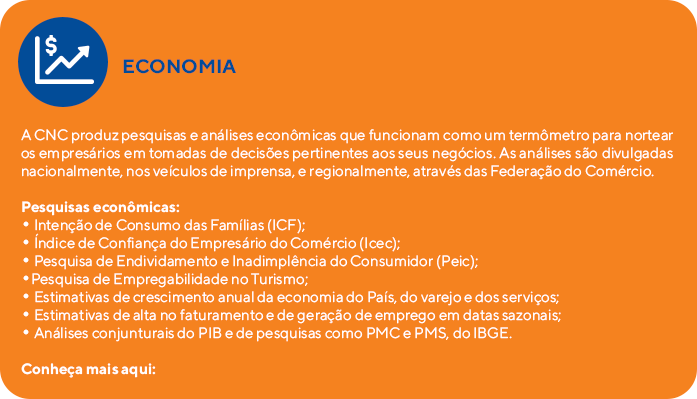 $
ECONOMIA
A CNC produz pesquisas e análises econômicas que funcionam como um termômetro para nortear
os empresários em tomadas de decisões pertinentes aos seus negócios. As análises são divulgadas
nacionalmente, nos veículos de imprensa, e regionalmente, através das Federação do Comércio.
Pesquisas econômicas:
• Intenção de Consumo das Famílias (ICF);
• Índice de Confiança do Empresário do Comércio (Icec);
• Pesquisa de Endividamento e Inadimplência do Consumidor (Peic);
• Pesquisa de Empregabilidade no Turismo;
• Estimativas de crescimento anual da economia do País, do varejo e dos serviços;
• Estimativas de alta no faturamento e de geração de emprego em datas sazonais;
• Análises conjunturais do PIB e de pesquisas como PMC e PMS, do IBGE.
Conheça mais aqui: